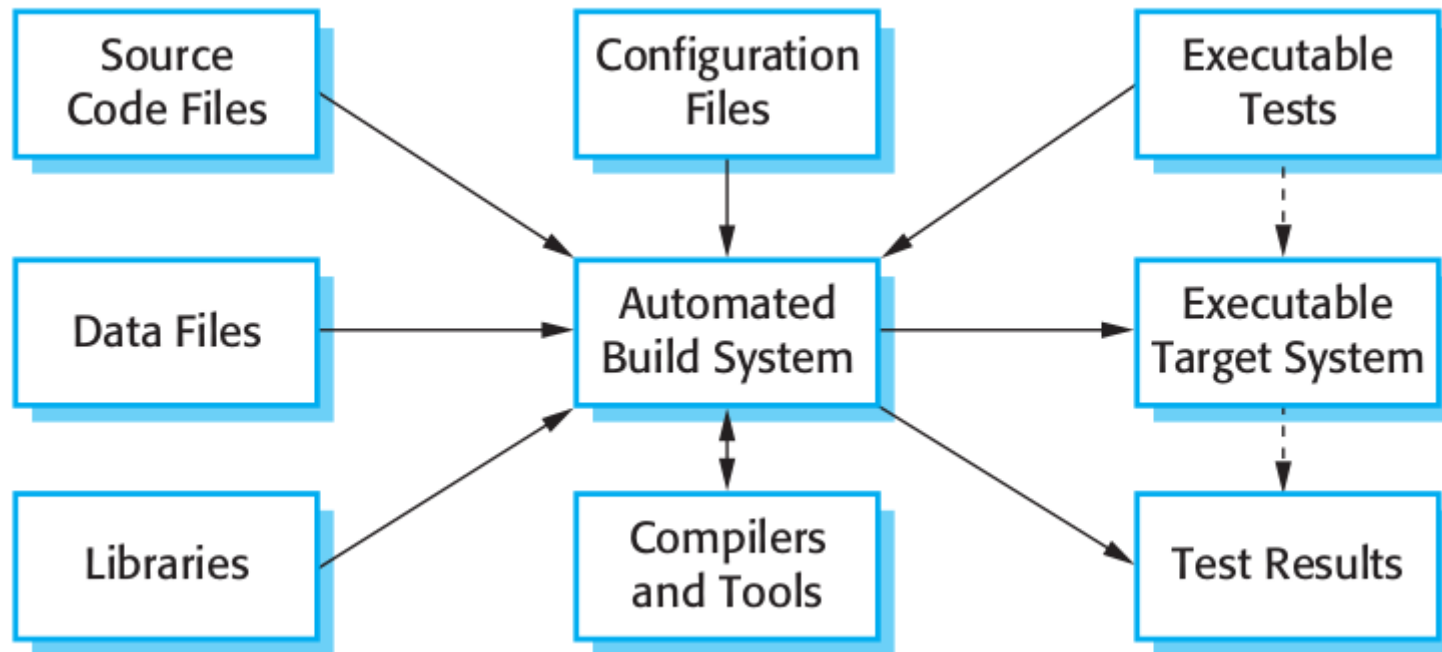 Source
Code Files
Configuration
Files
Executable
Tests
Data Files
Automated
Build System
Executable
Target System
Libraries
Compilers
and Tools
Test Results